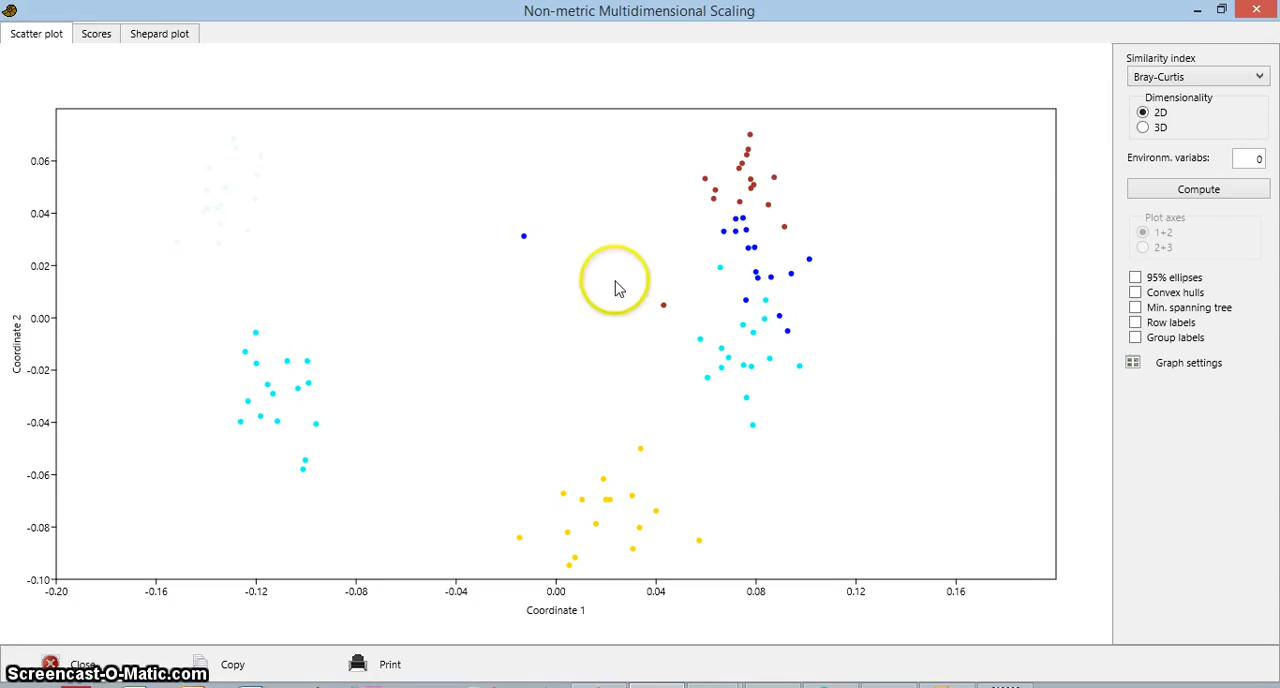 Non-metric Multidimensional Scaling
Scatter plot Scores Shepard plot
Similarity index
Bray-Curtis
Dimensionality
2D
3D
Environm. variabs: 0
Compute
Plot axes
1+2
2+3
95% ellipses
Convex hulls
Min. spanning tree
Row labels
Group labels
Graph settings
0.06
0.04
0.02
0.00
-0.02
-0.04
-0.06
-0.08
-0.10
Coordinate 2
-0.20 -0.16 -0.12 -0.08 -0.04 0.00 0.04 0.08 0.12 0.16
Coordinate 1
Close Copy Print
Screencast-O-Matic.com